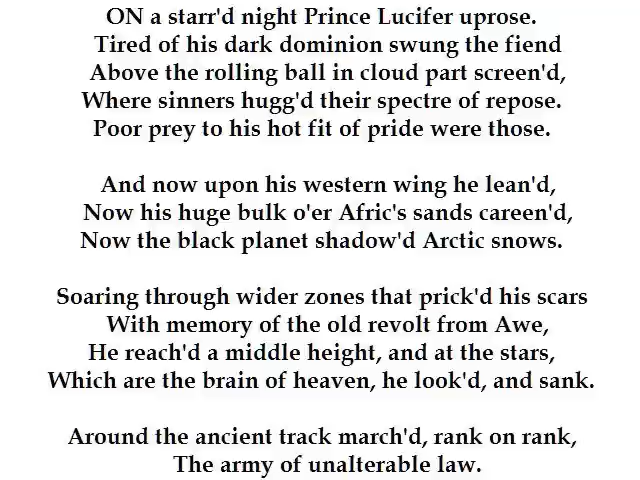 ON a starr'd night Prince Lucifer uprose.
Tired of his dark dominion swung the fiend
Above the rolling ball in cloud part screen'd,
Where sinners hugg'd their spectre of repose.
Poor prey to his hot fit of pride were those.
And now upon his western wing he lean'd,
Now his huge bulk o'er Afric's sands careen'd,
Now the black planet shadow'd Arctic snows.
Soaring through wider zones that prick'd his scars
With memory of the old revolt from Awe,
He reach'd a middle height, and at the stars,
Which are the brain of heaven, he look'd, and sank.
Around the ancient track march'd, rank on rank,
The army of unalterable law.